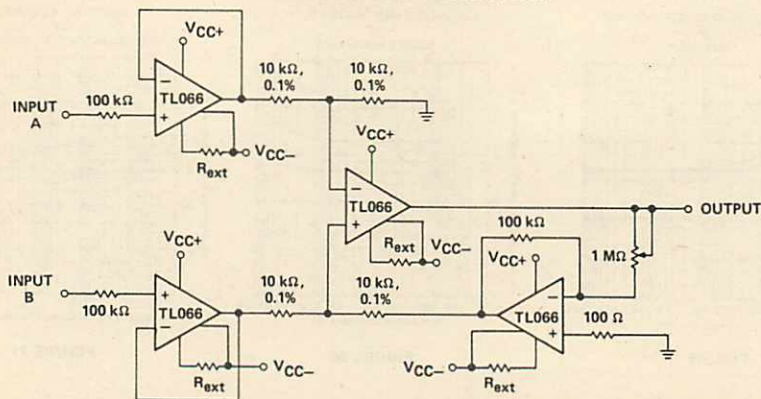 VCC+
10 kΩ, 0.1%
10 kΩ, 0.1%
INPUT A
100 kΩ
−
+
TL066
Rext
VCC−
VCC+
−
+
TL066
Rext
VCC−
OUTPUT
100 kΩ
1 MΩ
VCC+
INPUT B
100 kΩ
+
−
TL066
VCC+
10 kΩ, 0.1%
10 kΩ, 0.1%
Rext
VCC−
−
+
TL066
100 Ω
VCC−
Rext